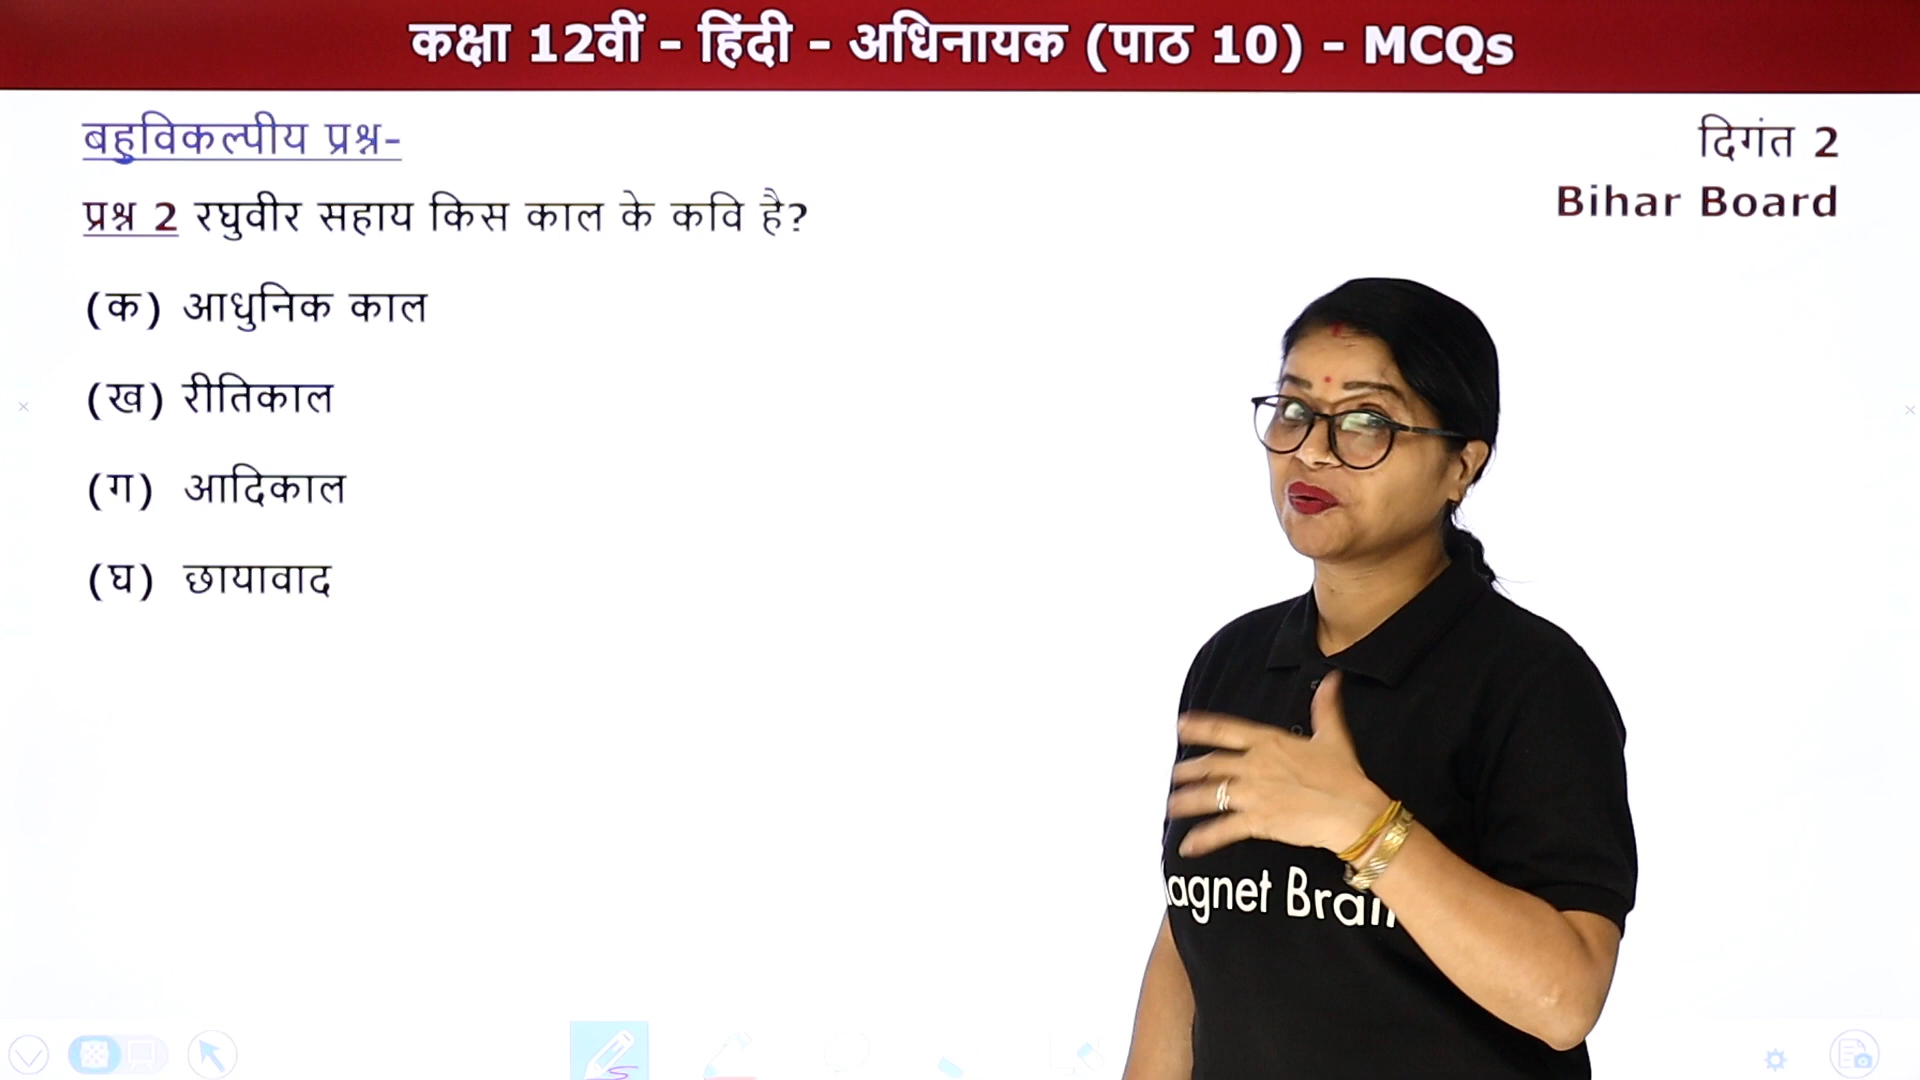 कक्षा 12वीं - हिंदी - अधिनायक (पाठ 10) - MCQs
बहुविकल्पीय प्रश्न-
दिगंत 2
Bihar Board
प्रश्न 2 रघुवीर सहाय किस काल के कवि है?
(क) आधुनिक काल
(ख) रीतिकाल
(ग) आदिकाल
(घ) छायावाद
agnet Brain